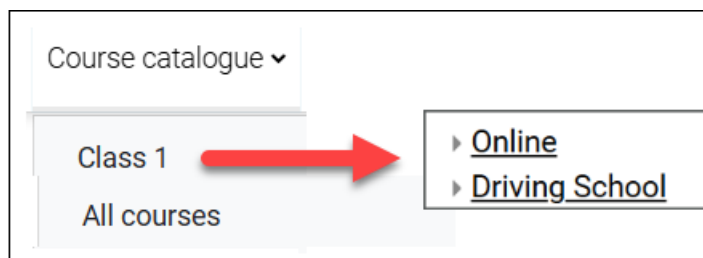 Course catalogue
Class 1
All courses
Online
Driving School